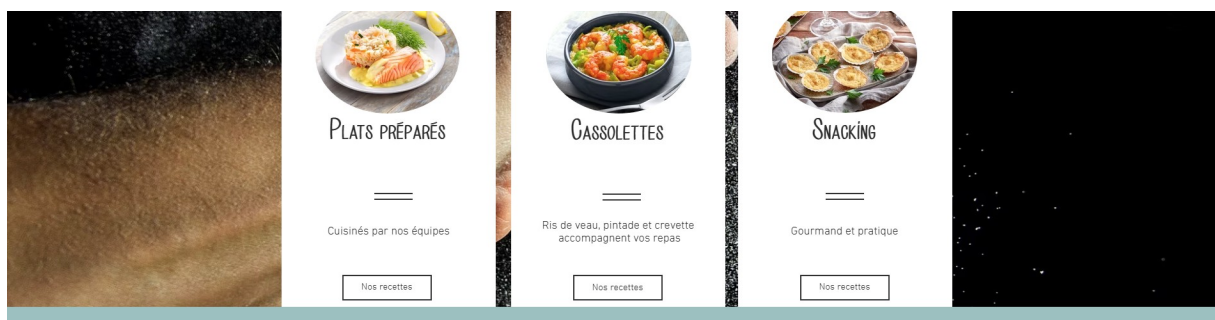 Plats préparés
Cuisinés par nos équipes
Nos recettes
Cassolettes
Ris de veau, pintade et crevette
accompagnent vos repas
Nos recettes
Snacking
Gourmand et pratique
Nos recettes